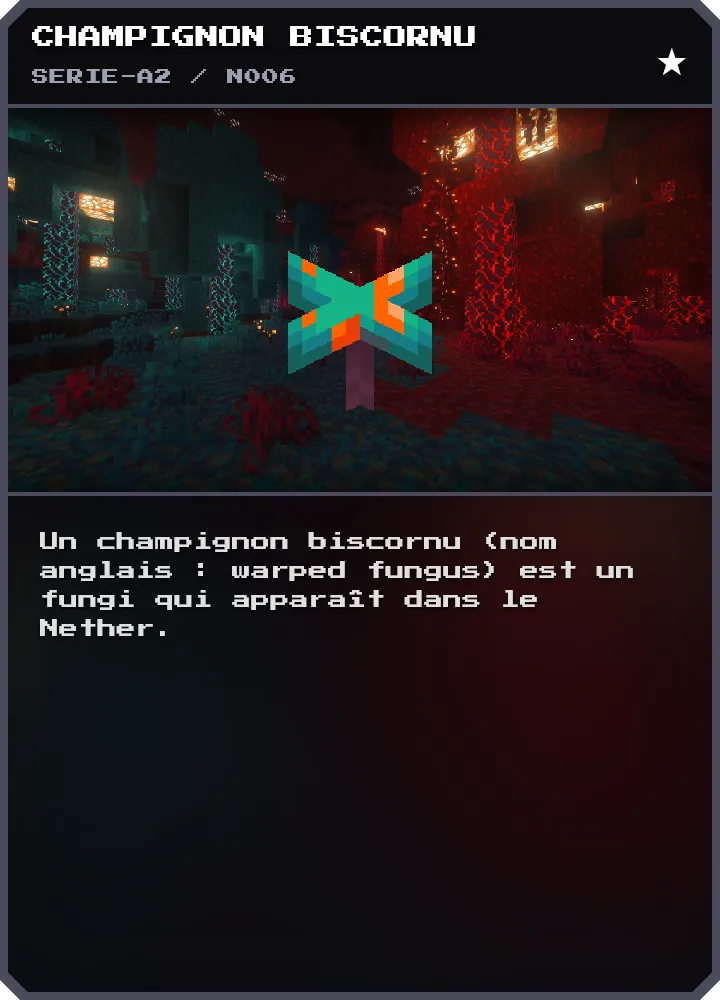 CHAMPIGNON BISCORNU
SERIE-A2 / N006
Un champignon biscornu (nom
anglais : warped fungus) est un
fungi qui apparaît dans le
Nether.